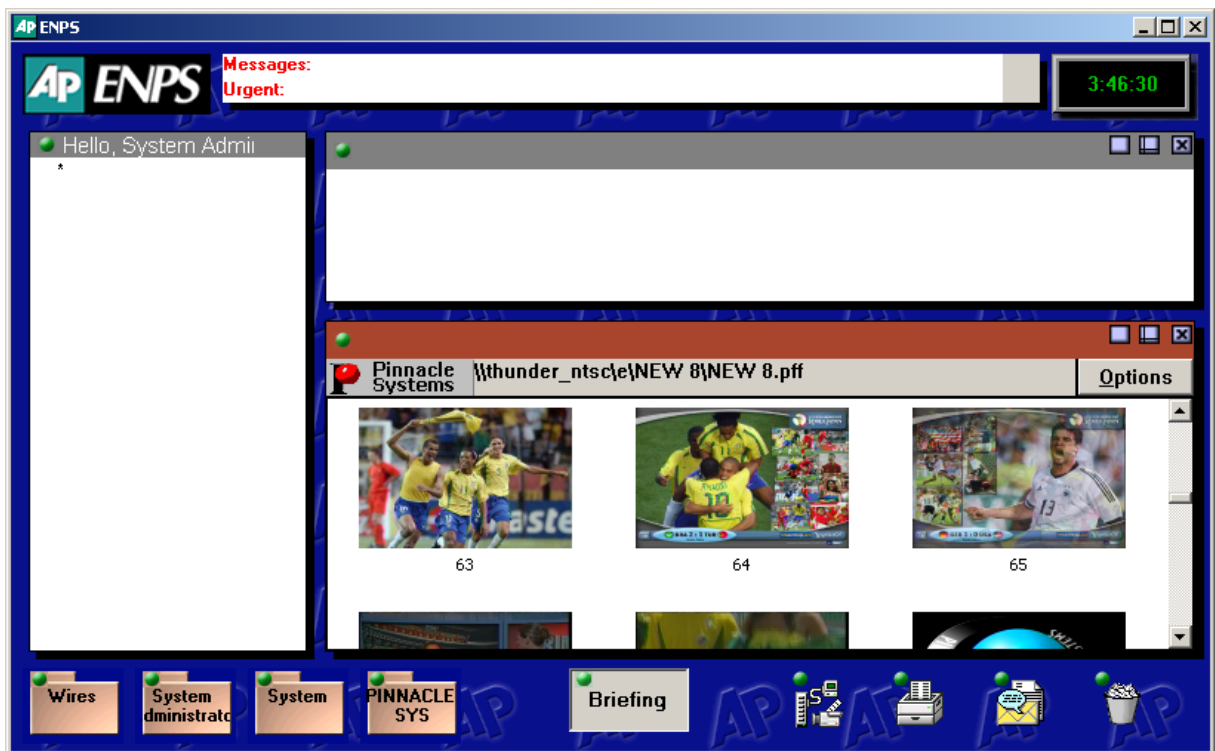 AP ENPS
AP ENPS
Messages:
Urgent:
3:46:30
Hello, System Admii
*
Pinnacle
Systems
\\thunder_ntsc\e\NEW 8\NEW 8.pff
Options
63
64
65
Wires
System
dministrato
System
PINNACLE
SYS
Briefing